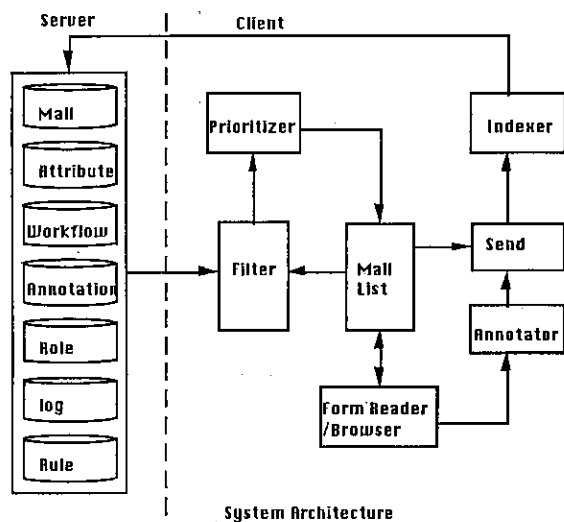 Server
Client
Mail
Attribute
Workflow
Annotation
Role
log
Rule
Prioritizer
Indexer
Filter
Mail
List
Send
Annotator
Form Reader
/Browser
System Architecture